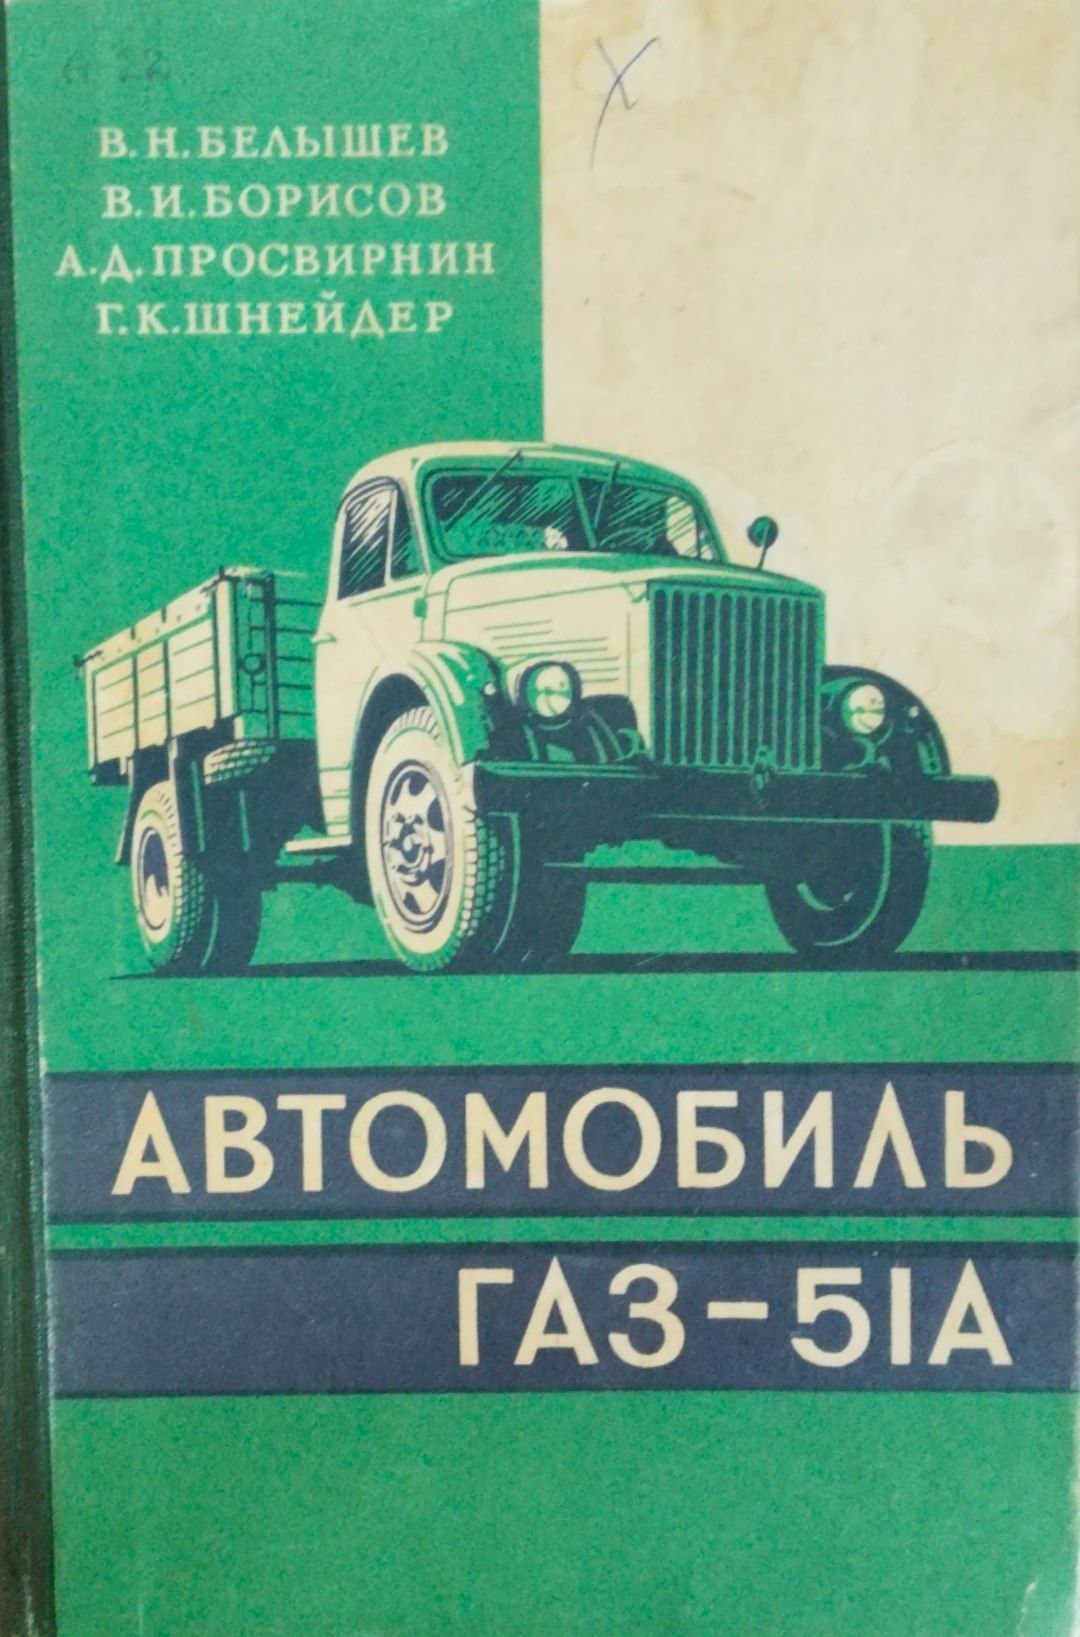 В.Н.БЕЛЫШЕВ
В.И.БОРИСОВ
А.Д.ПРОСВИРНИН
Г.К.ШНЕЙДЕР
АВТОМОБИЛЬ
ГАЗ-51А